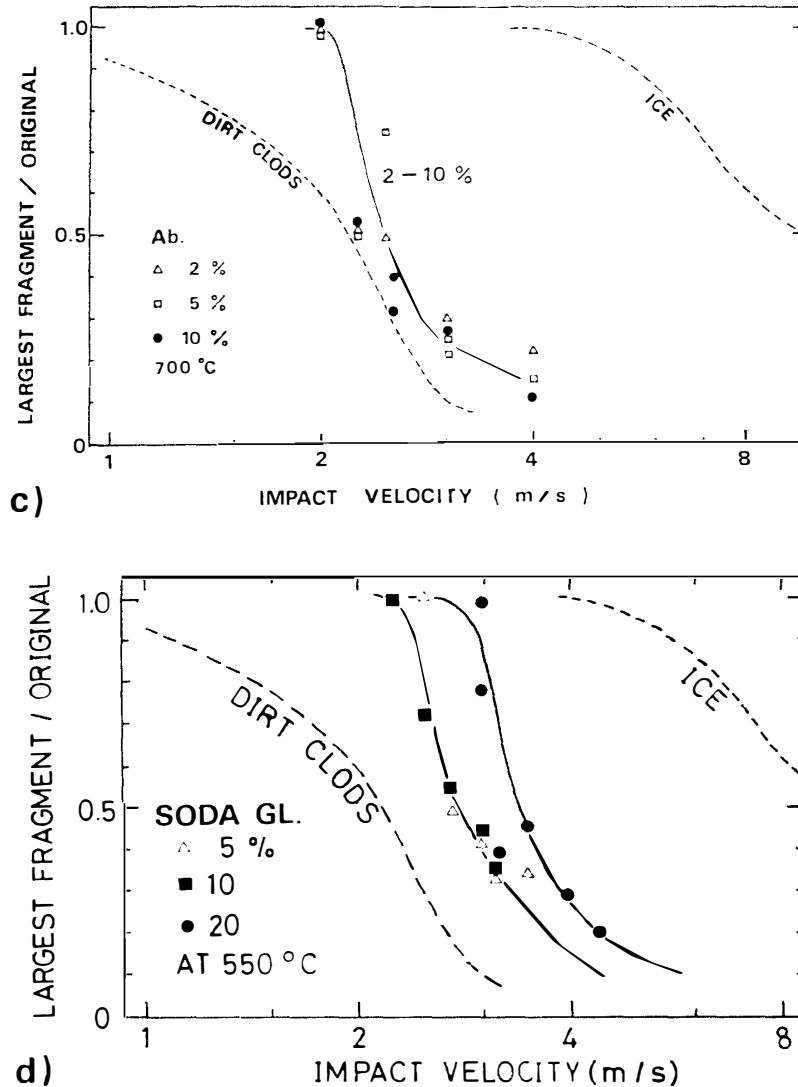 1.0
0.5
0
LARGEST FRAGMENT / ORIGINAL
DIRT CLODS
ICE
2 – 10 %
Ab.
△ 2 %
□ 5 %
● 10 %
700 °C
1 2 4 8
IMPACT VELOCITY ( m/s )
c)
1.0
0.5
0
LARGEST FRAGMENT / ORIGINAL
DIRT CLODS
ICE
SODA GL.
△ 5 %
■ 10
● 20
AT 550 °C
1 2 4 8
IMPACT VELOCITY (m/s)
d)